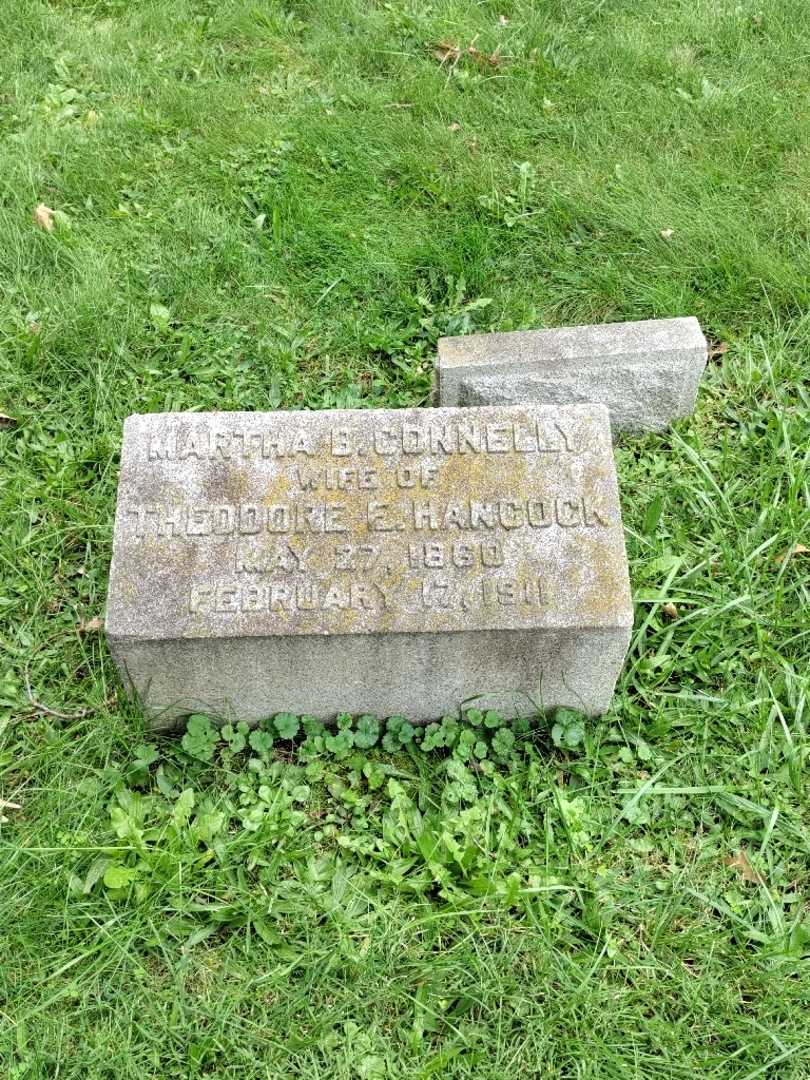 MARTHA B. CONNELLY
WIFE OF
THEODORE E. HANCOCK
MAY 27, 1860
FEBRUARY 17, 1911